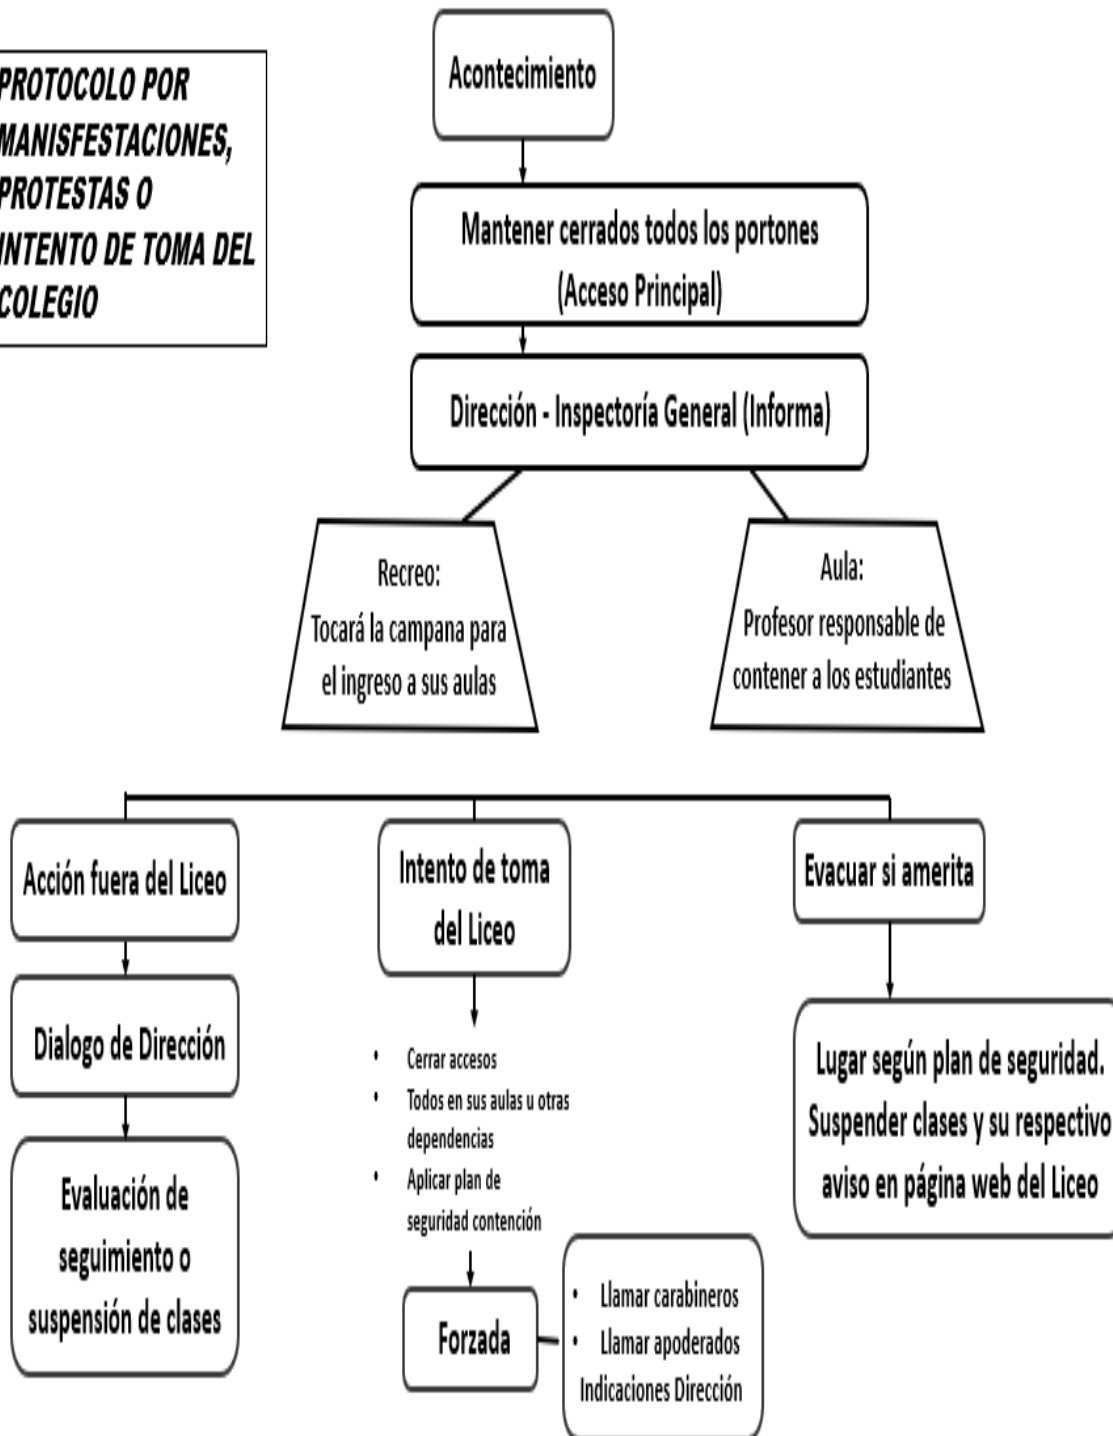 PROTOCOLO POR
MANISFESTACIONES,
PROTESTAS O
INTENTO DE TOMA DEL
COLEGIO
Acontecimiento
Mantener cerrados todos los portones
(Acceso Principal)
Dirección - Inspectoría General (Informa)
Recreo:
Tocará la campana para
el ingreso a sus aulas
Aula:
Profesor responsable de
contener a los estudiantes
Acción fuera del Liceo
Dialogo de Dirección
Evaluación de
seguimiento o
suspensión de clases
Intento de toma
del Liceo
• Cerrar accesos
• Todos en sus aulas u otras
dependencias
• Aplicar plan de
seguridad contención
Forzada
• Llamar carabineros
• Llamar apoderados
Indicaciones Dirección
Evacuar si amerita
Lugar según plan de seguridad.
Suspender clases y su respectivo
aviso en página web del Liceo